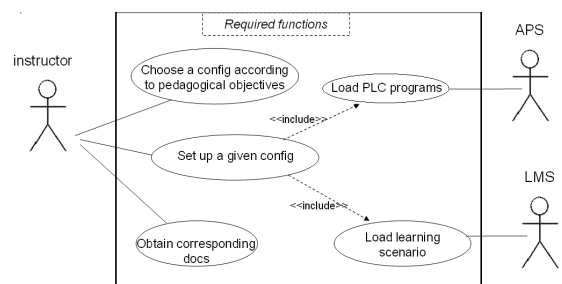 Required functions
APS
instructor
Choose a config according
to pedagogical objectives
Load PLC programs
<<include>>
Set up a given config
LMS
<<include>>
Obtain corresponding
docs
Load learning
scenario